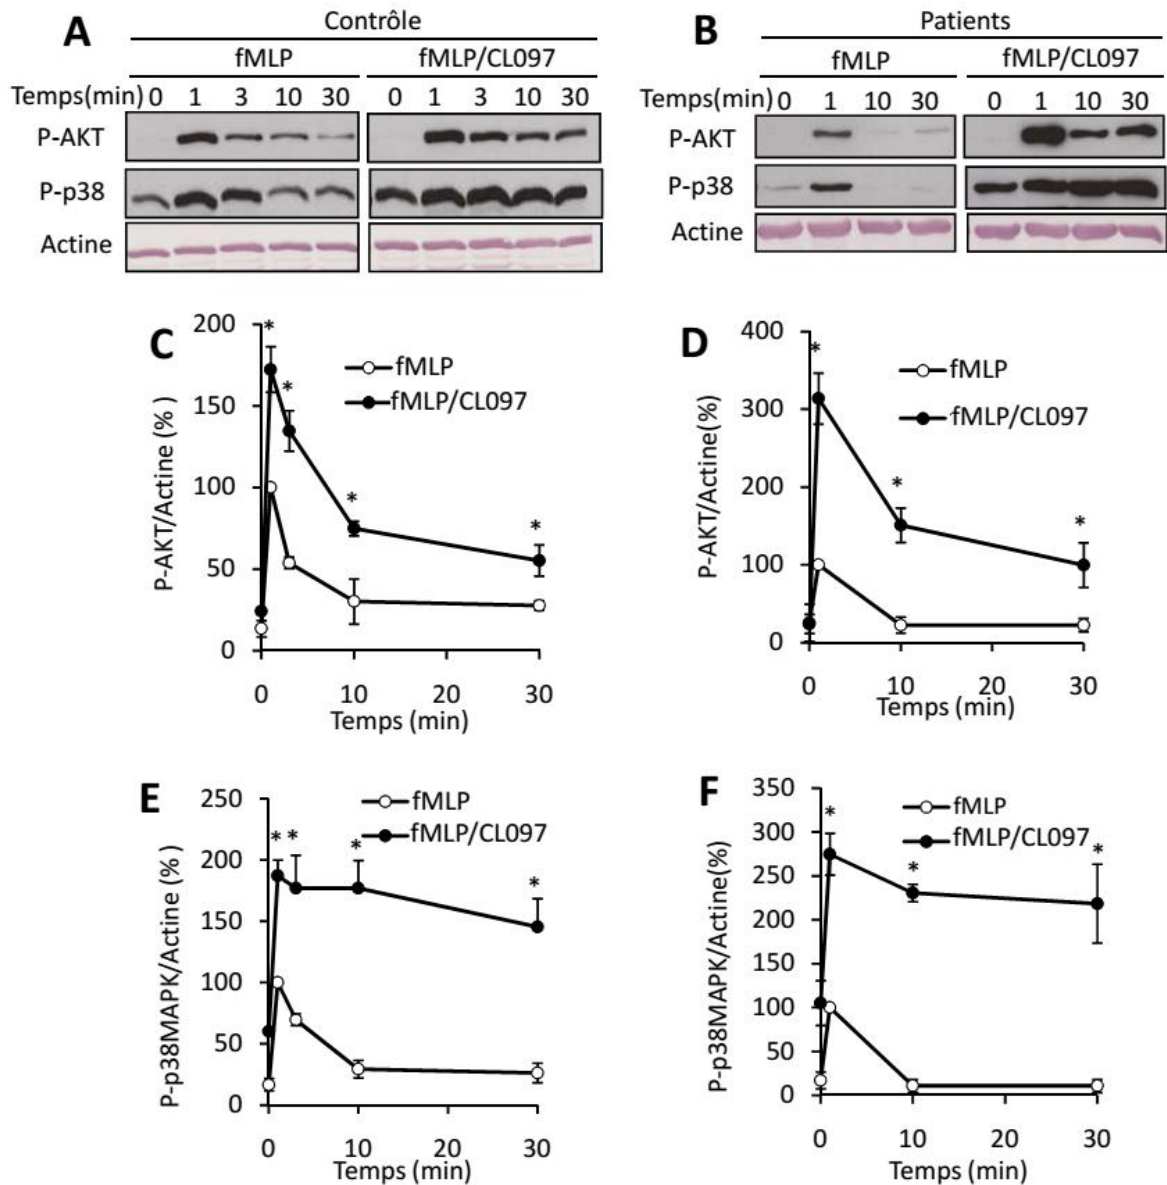 A
Contrôle
fMLP
fMLP/CL097
Temps(min) 0 1 3 10 30 0 1 3 10 30
P-AKT
P-p38
Actine
B
Patients
fMLP
fMLP/CL097
Temps(min) 0 1 10 30 0 1 10 30
P-AKT
P-p38
Actine
C
P-AKT/Actine (% )
200
150
100
50
0
* * * *
fMLP
fMLP/CL097
0 10 20 30
Temps (min)
D
P-AKT/Actine(%)
400
300
200
100
0
* * *
fMLP
fMLP/CL097
0 10 20 30
Temps (min)
E
P-p38MAPK/Actine (% )
250
200
150
100
50
0
* * * *
fMLP
fMLP/CL097
0 10 20 30
Temps (min)
F
P-p38MAPK/Actine(%)
350
300
250
200
150
100
50
0
* * *
fMLP
fMLP/CL097
0 10 20 30
Temps (min)